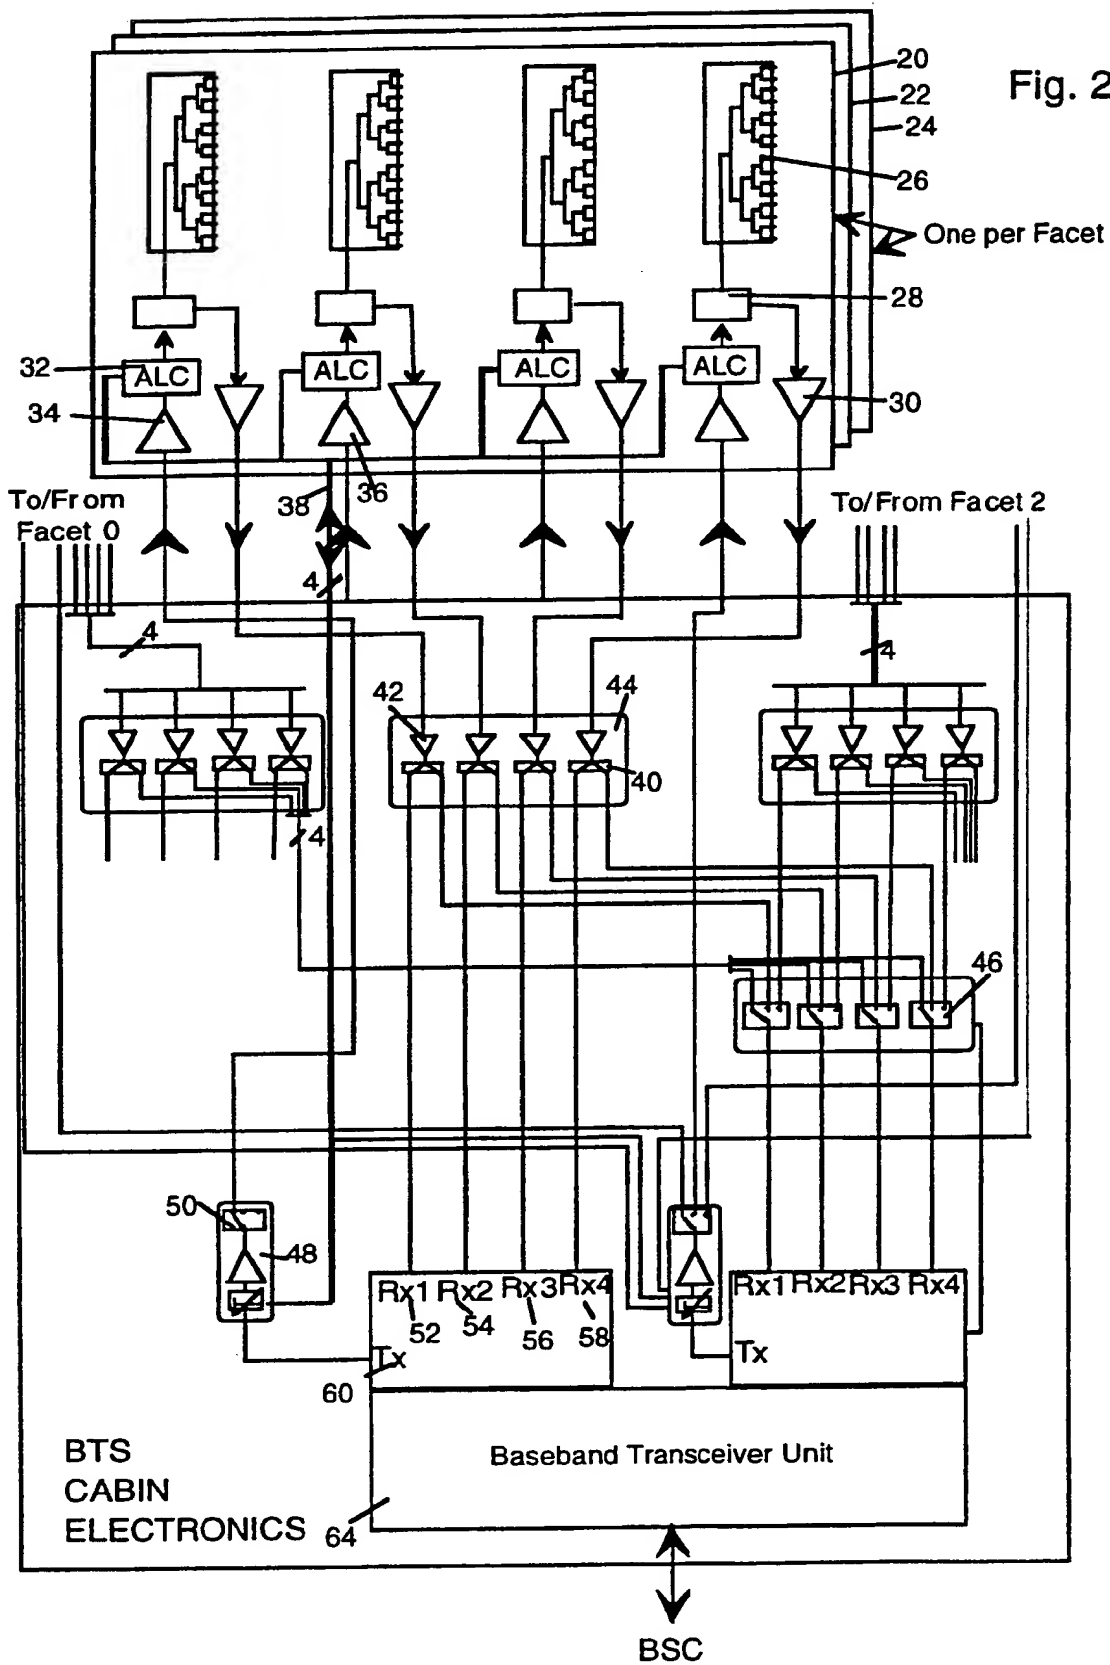 Fig. 2
20
22
24
26
One per Facet
28
32
ALC
ALC
ALC
ALC
34
30
36
38
To/From
Facet 0
To/From Facet 2
4
4
4
42
44
40
4
46
50
48
Rx1 Rx2 Rx3 Rx4
52 54 56 58
Tx
60
Rx1 Rx2 Rx3 Rx4
Tx
Baseband Transceiver Unit
BTS
CABIN
ELECTRONICS
64
BSC